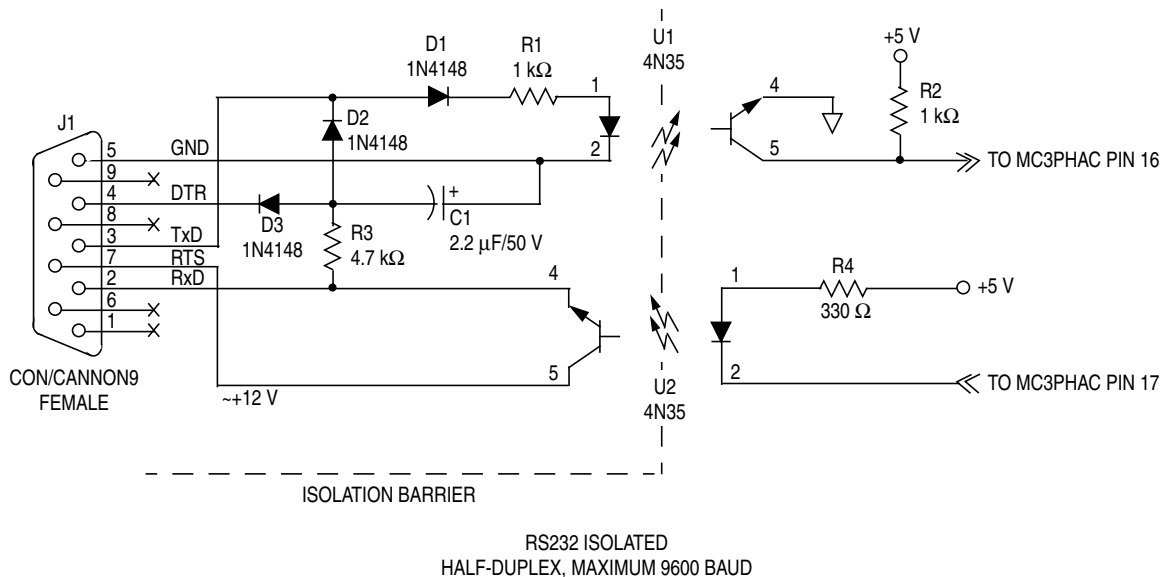 D1
1N4148
R1
1 kΩ
1
2
U1
4N35
4
5
+5 V
R2
1 kΩ
TO MC3PHAC PIN 16
J1
D2
1N4148
5
GND
9
4
DTR
8
3
TxD
7
RTS
2
RxD
6
1
D3
1N4148
R3
4.7 kΩ
+
C1
2.2 µF/50 V
4
5
~+12 V
1
2
R4
330 Ω
+5 V
TO MC3PHAC PIN 17
U2
4N35
CON/CANNON9
FEMALE
ISOLATION BARRIER
RS232 ISOLATED
HALF-DUPLEX, MAXIMUM 9600 BAUD